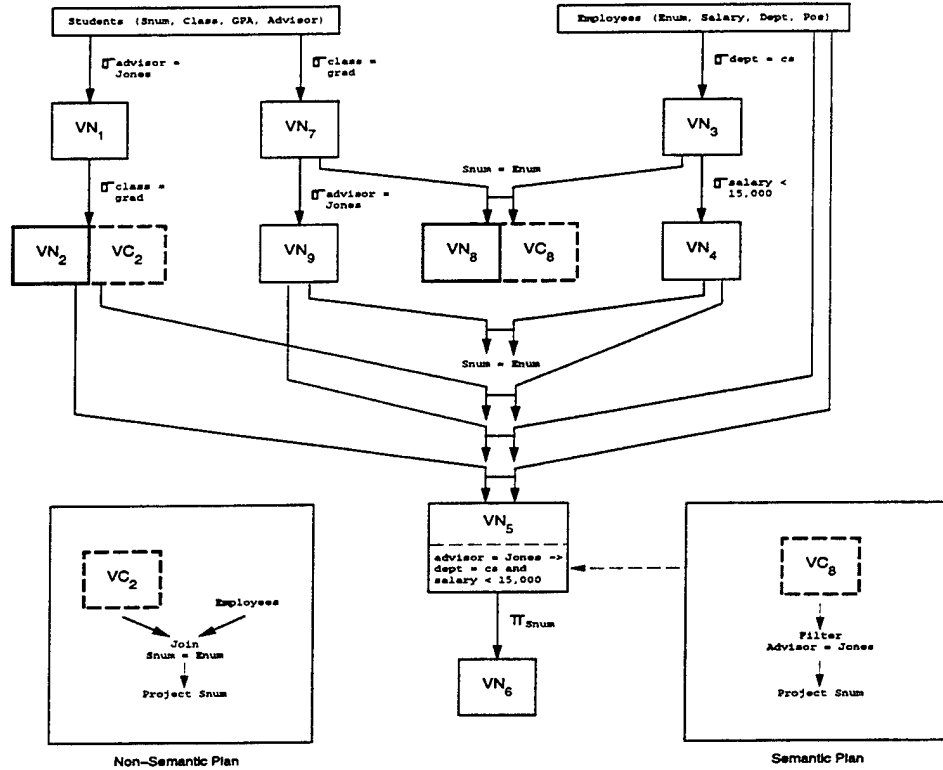 Students (Snum, Class, GPA, Advisor)
Employees (Enum, Salary, Dept, Pos)
σ advisor =
Jones
σ class =
grad
σ dept = cs
VN1
VN7
VN3
Snum = Enum
σ class =
grad
σ advisor =
Jones
σ salary <
15,000
VN2
VC2
VN9
VN8
VC8
VN4
Snum = Enum
VN5
advisor = Jones ->
dept = cs and
salary < 15,000
π Snum
VN6
VC2
Employees
Join
Snum = Enum
Project Snum
Non–Semantic Plan
VC8
Filter
Advisor = Jones
Project Snum
Semantic Plan